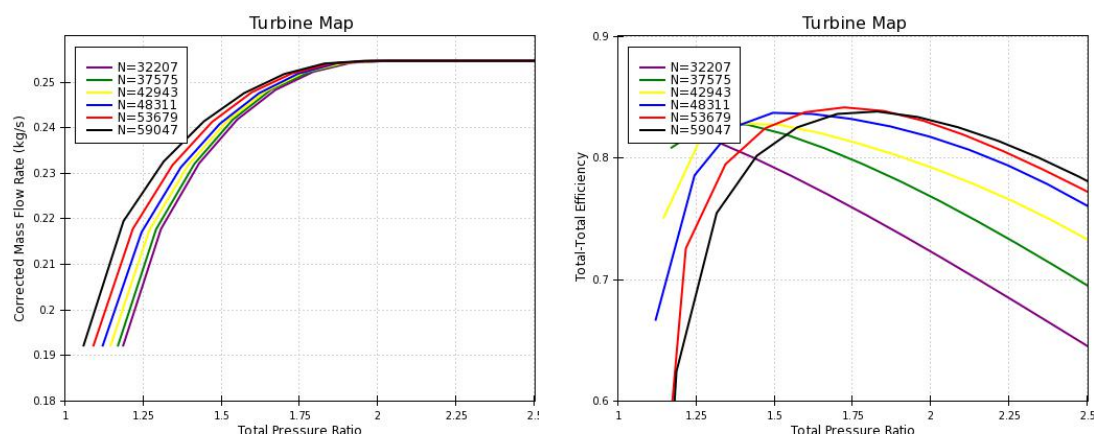 Turbine Map
Corrected Mass Flow Rate (kg/s)
0.25
0.24
0.23
0.22
0.21
0.2
0.19
0.18
N=32207
N=37575
N=42943
N=48311
N=53679
N=59047
1
1.25
1.5
1.75
2
2.25
2.5
Total Pressure Ratio
Turbine Map
Total-Total Efficiency
0.9
0.8
0.7
0.6
N=32207
N=37575
N=42943
N=48311
N=53679
N=59047
1
1.25
1.5
1.75
2
2.25
2.5
Total Pressure Ratio